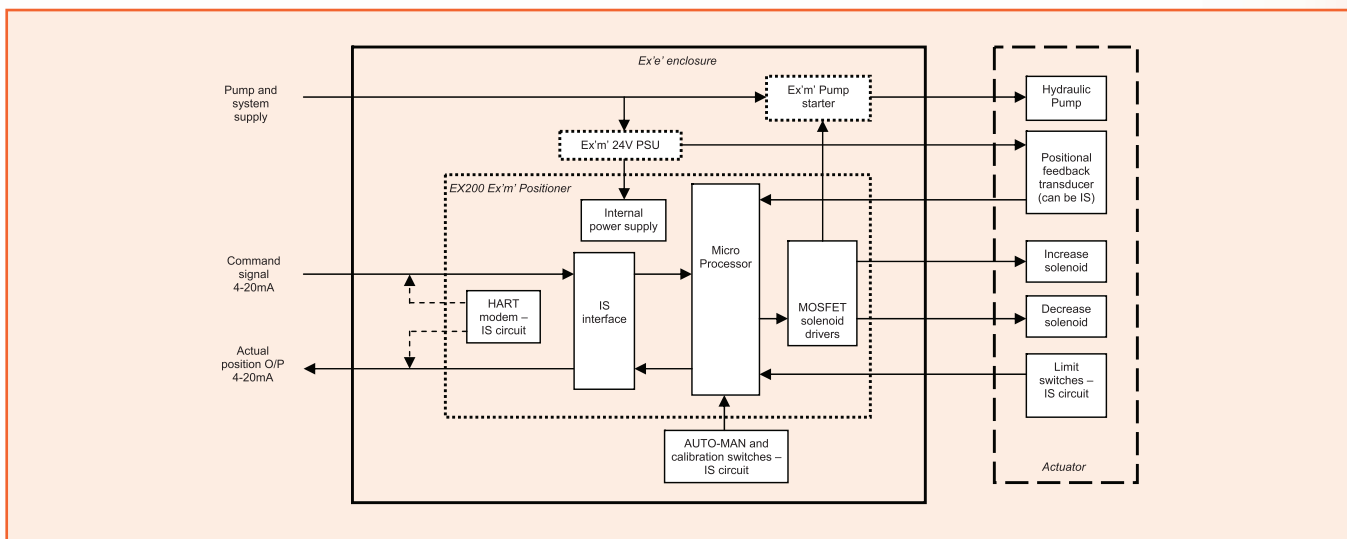 Ex'e' enclosure
Pump and
system
supply
Ex'm' Pump
starter
Hydraulic
Pump
Ex'm' 24V PSU
Positional
feedback
transducer
(can be IS)
EX200 Ex'm' Positioner
Internal
power supply
Micro
Processor
Command
signal
4-20mA
Increase
solenoid
HART
modem –
IS circuit
IS
interface
MOSFET
solenoid
drivers
Decrease
solenoid
Actual
position O/P
4-20mA
Limit
switches –
IS circuit
AUTO-MAN and
calibration switches –
IS circuit
Actuator